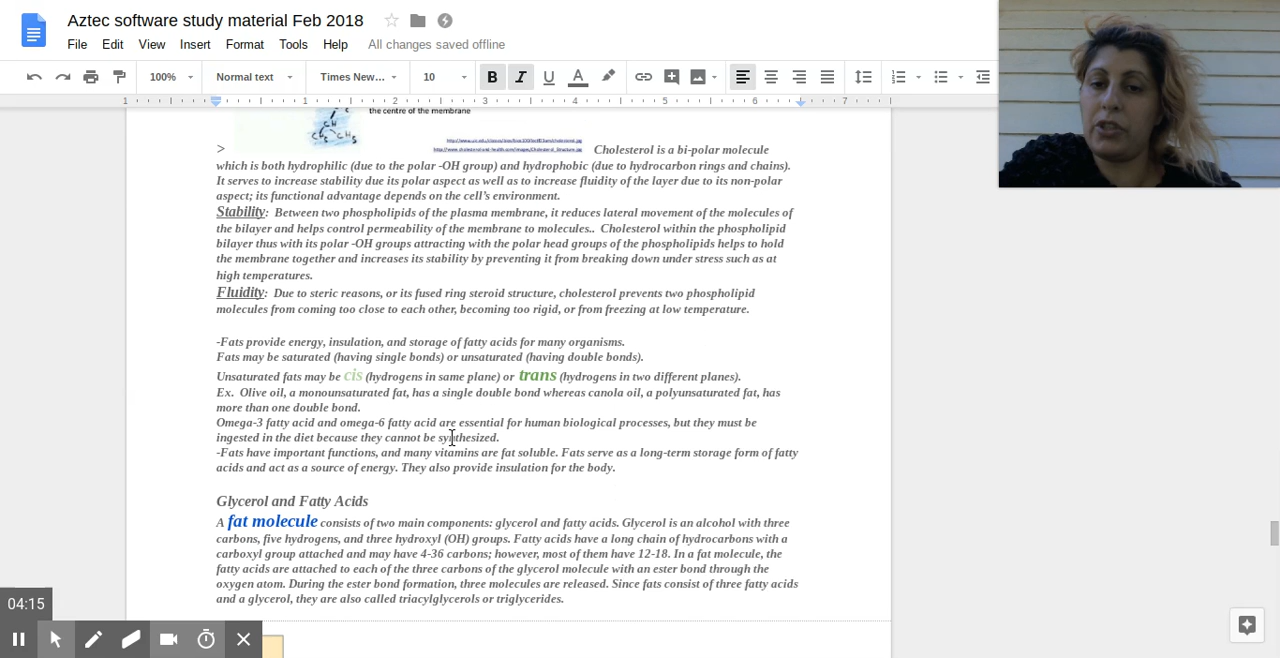 Aztec software study material Feb 2018
File Edit View Insert Format Tools Help All changes saved offline
100% Normal text Times New... 10 B I U A
1 1 2 3 4 5 6 7
the centre of the membrane
CH
> Cholesterol is a bi-polar molecule
which is both hydrophilic (due to the polar -OH group) and hydrophobic (due to hydrocarbon rings and chains).
It serves to increase stability due its polar aspect as well as to increase fluidity of the layer due to its non-polar
aspect; its functional advantage depends on the cell's environment.
Stability: Between two phospholipids of the plasma membrane, it reduces lateral movement of the molecules of
the bilayer and helps control permeability of the membrane to molecules.. Cholesterol within the phospholipid
bilayer thus with its polar -OH groups attracting with the polar head groups of the phospholipids helps to hold
the membrane together and increases its stability by preventing it from breaking down under stress such as at
high temperatures.
Fluidity: Due to steric reasons, or its fused ring steroid structure, cholesterol prevents two phospholipid
molecules from coming too close to each other, becoming too rigid, or from freezing at low temperature.
-Fats provide energy, insulation, and storage of fatty acids for many organisms.
Fats may be saturated (having single bonds) or unsaturated (having double bonds).
Unsaturated fats may be cis (hydrogens in same plane) or trans (hydrogens in two different planes).
Ex. Olive oil, a monounsaturated fat, has a single double bond whereas canola oil, a polyunsaturated fat, has
more than one double bond.
Omega-3 fatty acid and omega-6 fatty acid are essential for human biological processes, but they must be
ingested in the diet because they cannot be synthesized.
-Fats have important functions, and many vitamins are fat soluble. Fats serve as a long-term storage form of fatty
acids and act as a source of energy. They also provide insulation for the body.
Glycerol and Fatty Acids
A fat molecule consists of two main components: glycerol and fatty acids. Glycerol is an alcohol with three
carbons, five hydrogens, and three hydroxyl (OH) groups. Fatty acids have a long chain of hydrocarbons with a
carboxyl group attached and may have 4-36 carbons; however, most of them have 12-18. In a fat molecule, the
fatty acids are attached to each of the three carbons of the glycerol molecule with an ester bond through the
oxygen atom. During the ester bond formation, three molecules are released. Since fats consist of three fatty acids
and a glycerol, they are also called triacylglycerols or triglycerides.
04:15